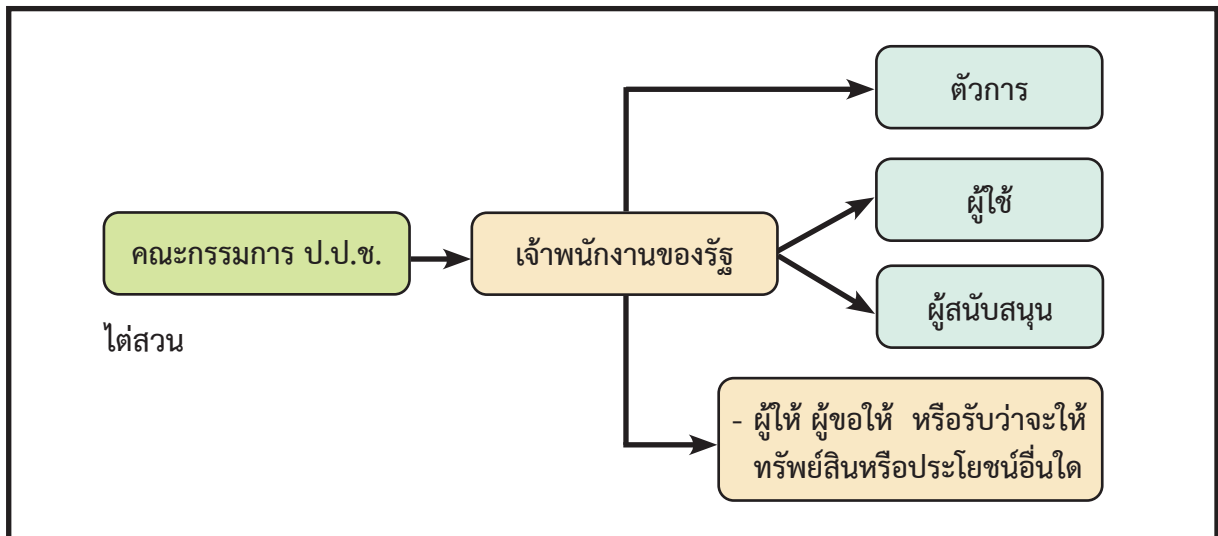 ตัวการ
ผู้ใช้
คณะกรรมการ ป.ป.ช.
เจ้าพนักงานของรัฐ
ผู้สนับสนุน
ไต่สวน
- ผู้ให้ ผู้ขอให้ หรือรับว่าจะให้
ทรัพย์สินหรือประโยชน์อื่นใด